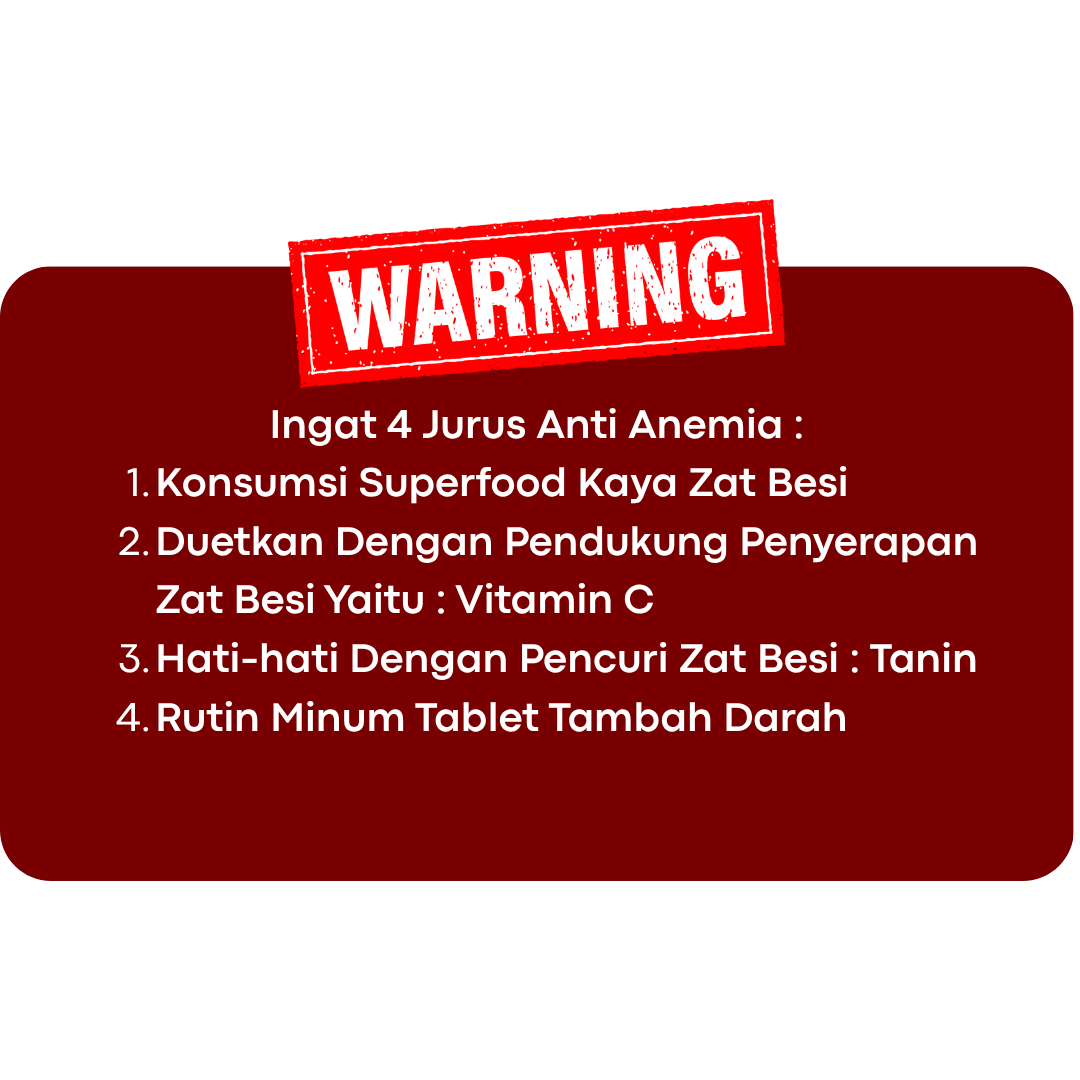 WARNING
Ingat 4 Jurus Anti Anemia :
1. Konsumsi Superfood Kaya Zat Besi
2. Duetkan Dengan Pendukung Penyerapan
Zat Besi Yaitu : Vitamin C
3. Hati-hati Dengan Pencuri Zat Besi : Tanin
4. Rutin Minum Tablet Tambah Darah